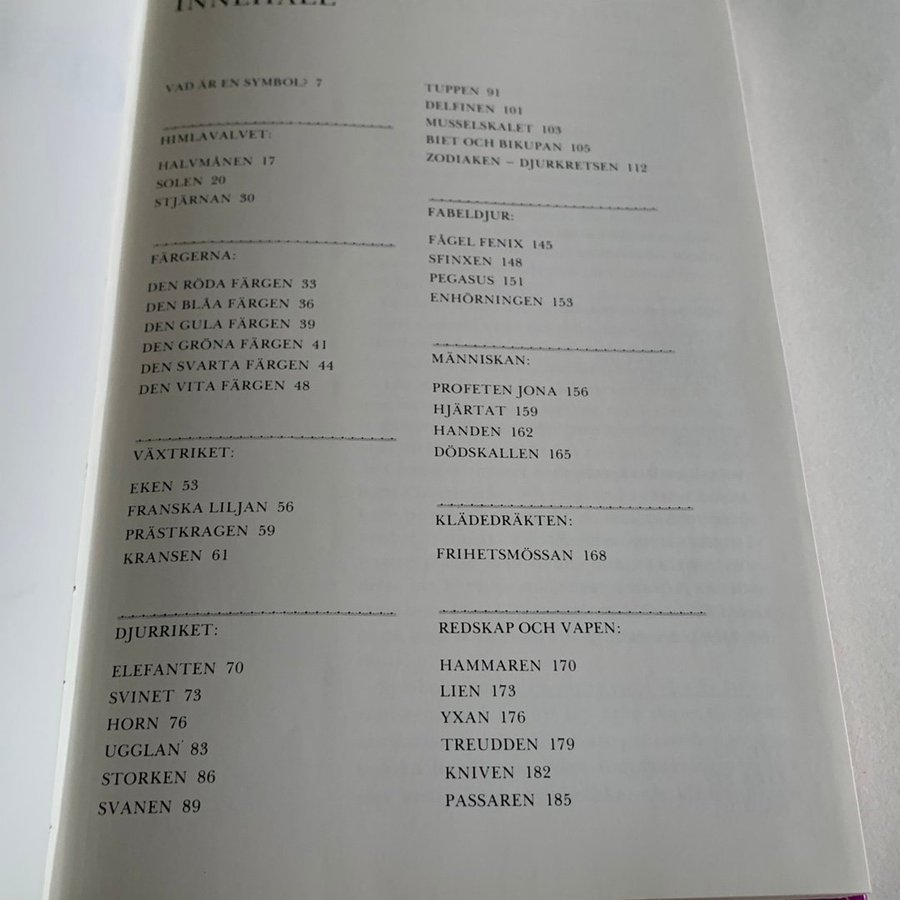 INNEHÅLL
VAD ÄR EN SYMBOL? 7
HIMLAVALVET:
HALVMÅNEN 17
SOLEN 20
STJÄRNAN 30
FÄRGERNA:
DEN RÖDA FÄRGEN 33
DEN BLÅA FÄRGEN 36
DEN GULA FÄRGEN 39
DEN GRÖNA FÄRGEN 41
DEN SVARTA FÄRGEN 44
DEN VITA FÄRGEN 48
VÄXTRIKET:
EKEN 53
FRANSKA LILJAN 56
PRÄSTKRAGEN 59
KRANSEN 61
DJURRIKET:
ELEFANTEN 70
SVINET 73
HORN 76
UGGLAN 83
STORKEN 86
SVANEN 89
TUPPEN 91
DELFINEN 101
MUSSELSKALET 103
BIET OCH BIKUPAN 105
ZODIAKEN – DJURKRETSEN 112
FABELDJUR:
FÅGEL FENIX 145
SFINXEN 148
PEGASUS 151
ENHÖRNINGEN 153
MÄNNISKAN:
PROFETEN JONA 156
HJÄRTAT 159
HANDEN 162
DÖDSKALLEN 165
KLÄDEDRÄKTEN:
FRIHETSMÖSSAN 168
REDSKAP OCH VAPEN:
HAMMAREN 170
LIEN 173
YXAN 176
TREUDDEN 179
KNIVEN 182
PASSAREN 185